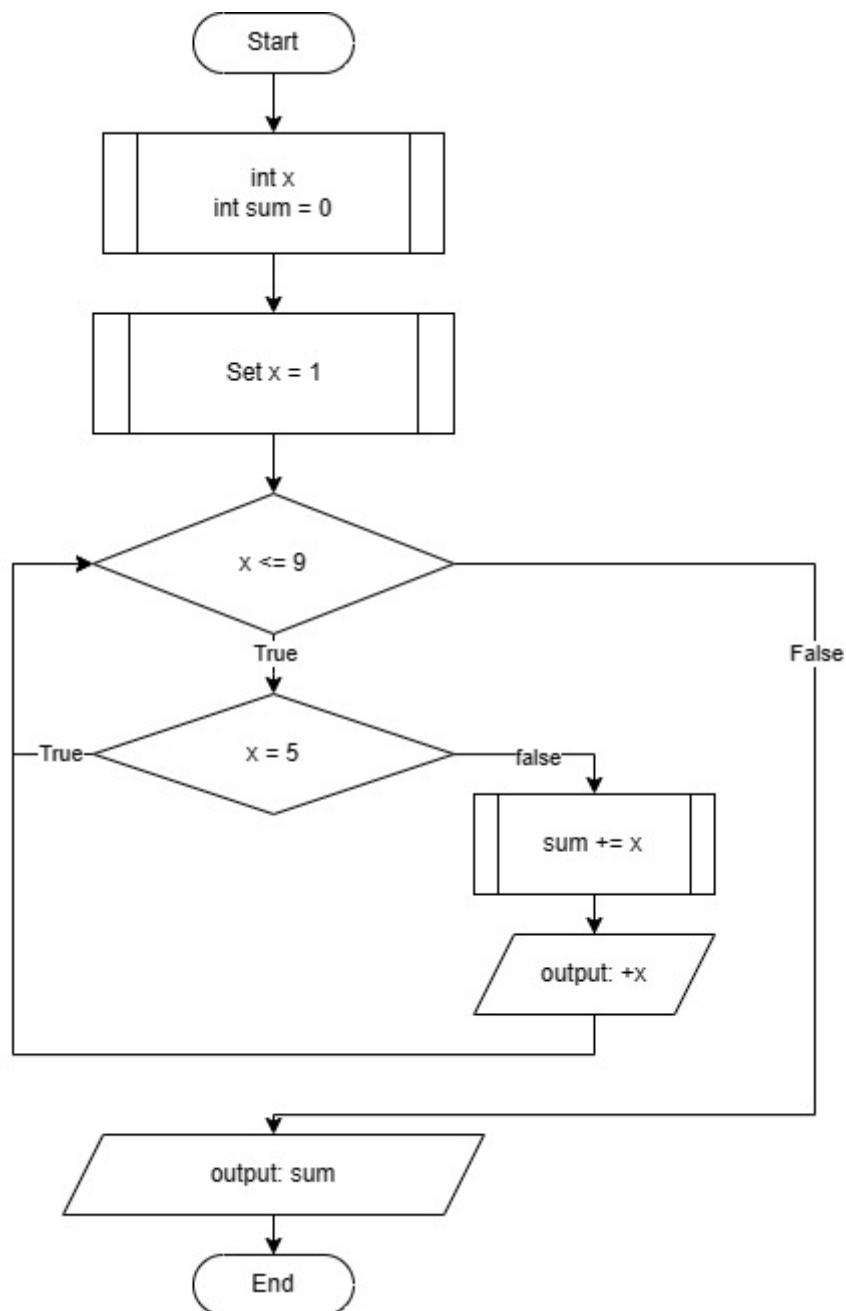 Start
int x
int sum = 0
Set x = 1
x <= 9
True
False
x = 5
True
false
sum += x
output: +x
output: sum
End